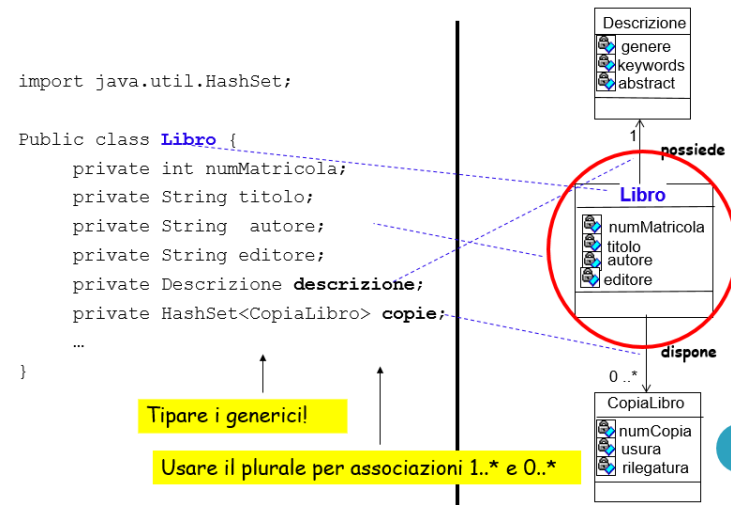 import java.util.HashSet;
Public class Libro {
private int numMatricola;
private String titolo;
private String autore;
private String editore;
private Descrizione descrizione;
private HashSet<CopiaLibro> copie;
…
}
Tipare i generici!
Usare il plurale per associazioni 1..* e 0..*
Descrizione
genere
keywords
abstract
1
possiede
Libro
numMatricola
titolo
autore
editore
dispone
0 ..*
CopiaLibro
numCopia
usura
rilegatura